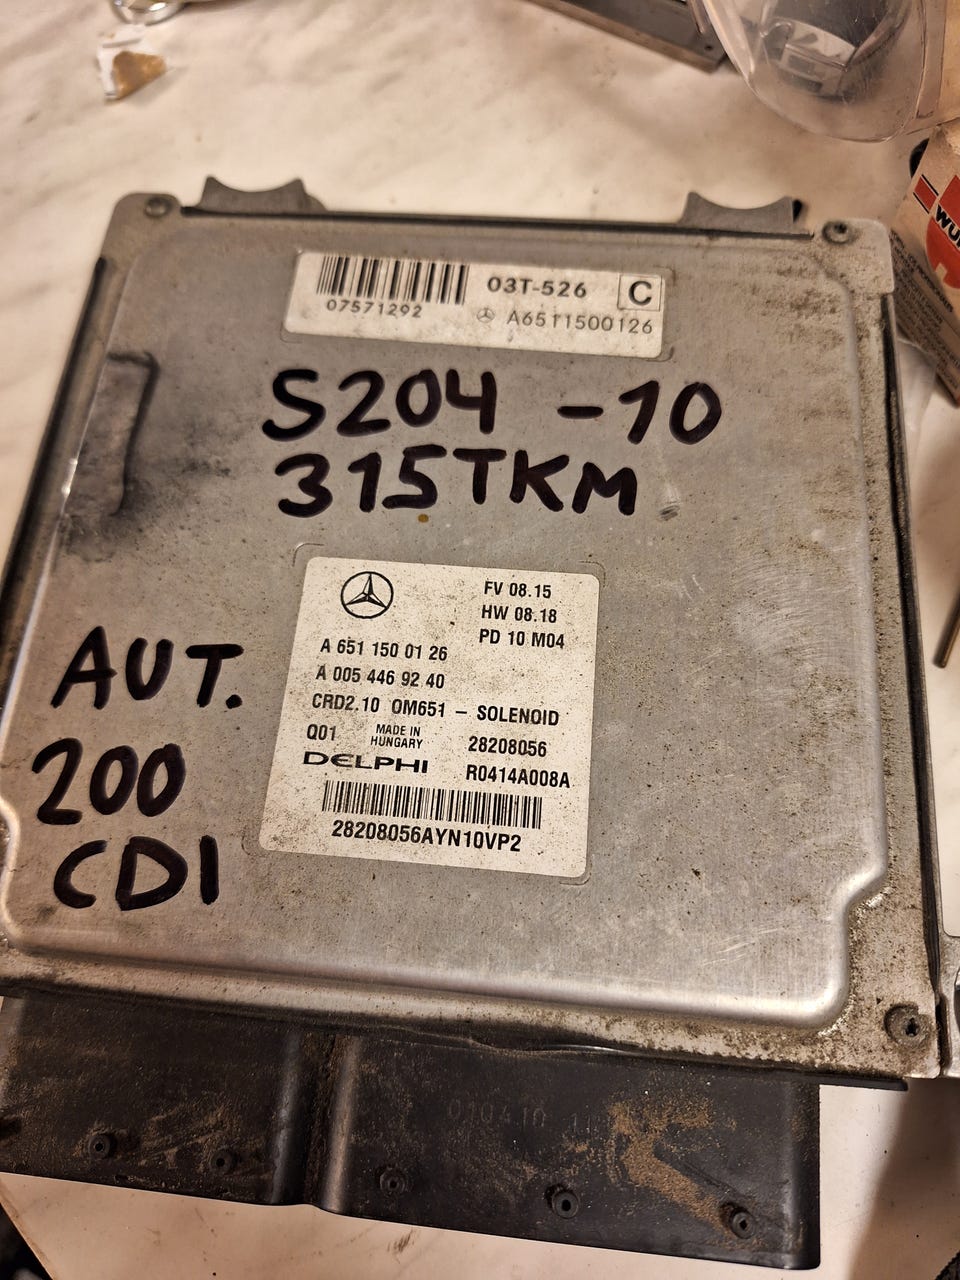 03T-526 C
07571292
A6511500126
S204 -10
315TKM
AUT.
200
CDI
FV 08.15
HW 08.18
PD 10 M04
A 651 150 01 26
A 005 446 92 40
CRD2.10 OM651 - SOLENOID
Q01 MADE IN HUNGARY 28208056
DELPHI R0414A008A
28208056AYN10VP2